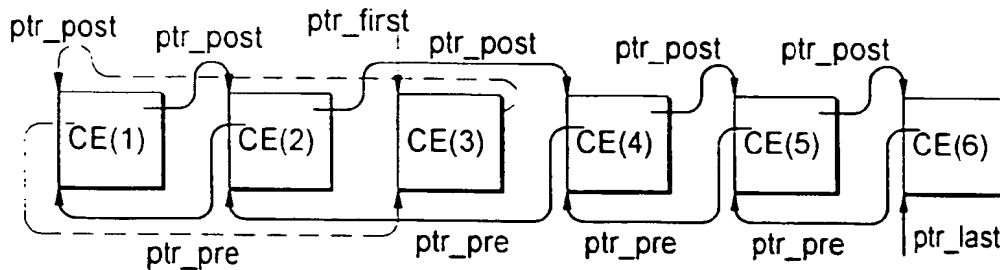 ptr_post
ptr_post
ptr_first
ptr_post
ptr_post
ptr_post
CE(1)
CE(2)
CE(3)
CE(4)
CE(5)
CE(6)
ptr_pre
ptr_pre
ptr_pre
ptr_pre
ptr_last